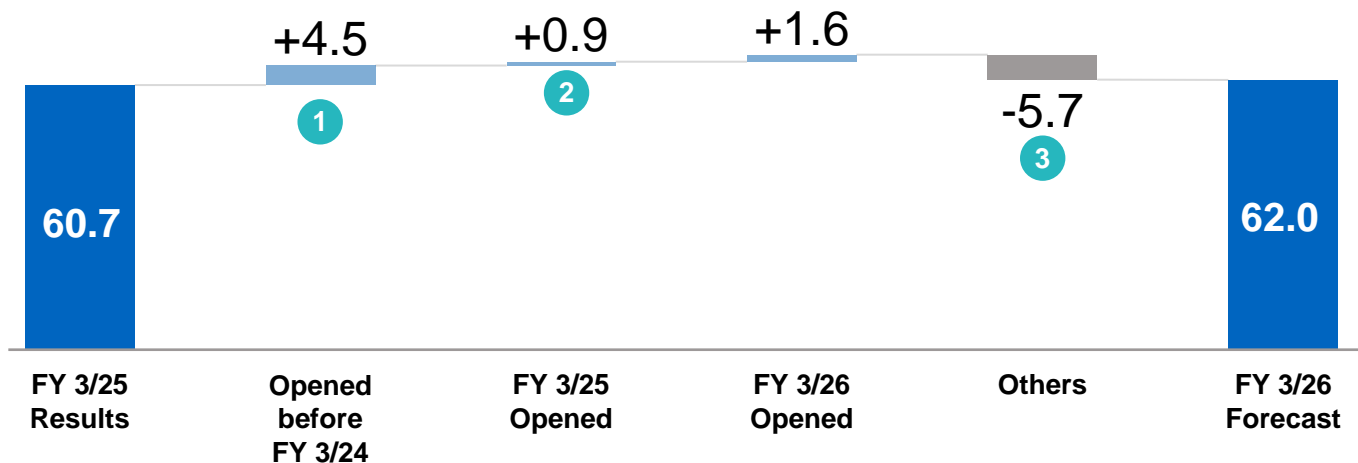 +4.5
+0.9
+1.6
-5.7
1
2
3
60.7
62.0
FY 3/25
Results
Opened
before
FY 3/24
FY 3/25
Opened
FY 3/26
Opened
Others
FY 3/26
Forecast